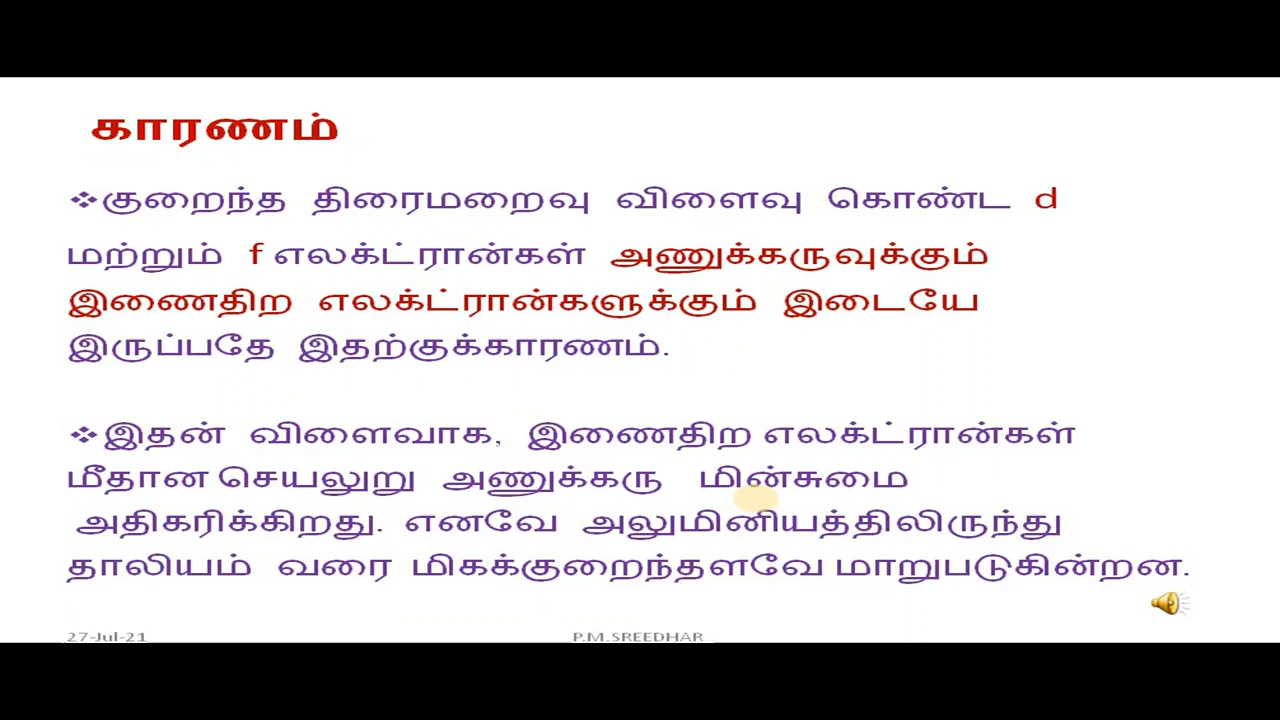 காரணம்
❖குறைந்த திரைமறைவு விளைவு கொண்ட d
மற்றும் f எலக்ட்ரான்கள் அணுக்கருவுக்கும்
இணைதிற எலக்ட்ரான்களுக்கும் இடையே
இருப்பதே இதற்குக்காரணம்.
❖இதன் விளைவாக, இணைதிற எலக்ட்ரான்கள்
மீதான செயலுறு அணுக்கரு மின்சுமை
அதிகரிக்கிறது. எனவே அலுமினியத்திலிருந்து
தாலியம் வரை மிகக்குறைந்தளவே மாறுபடுகின்றன.
27-Jul-21 P.M.SREEDHAR